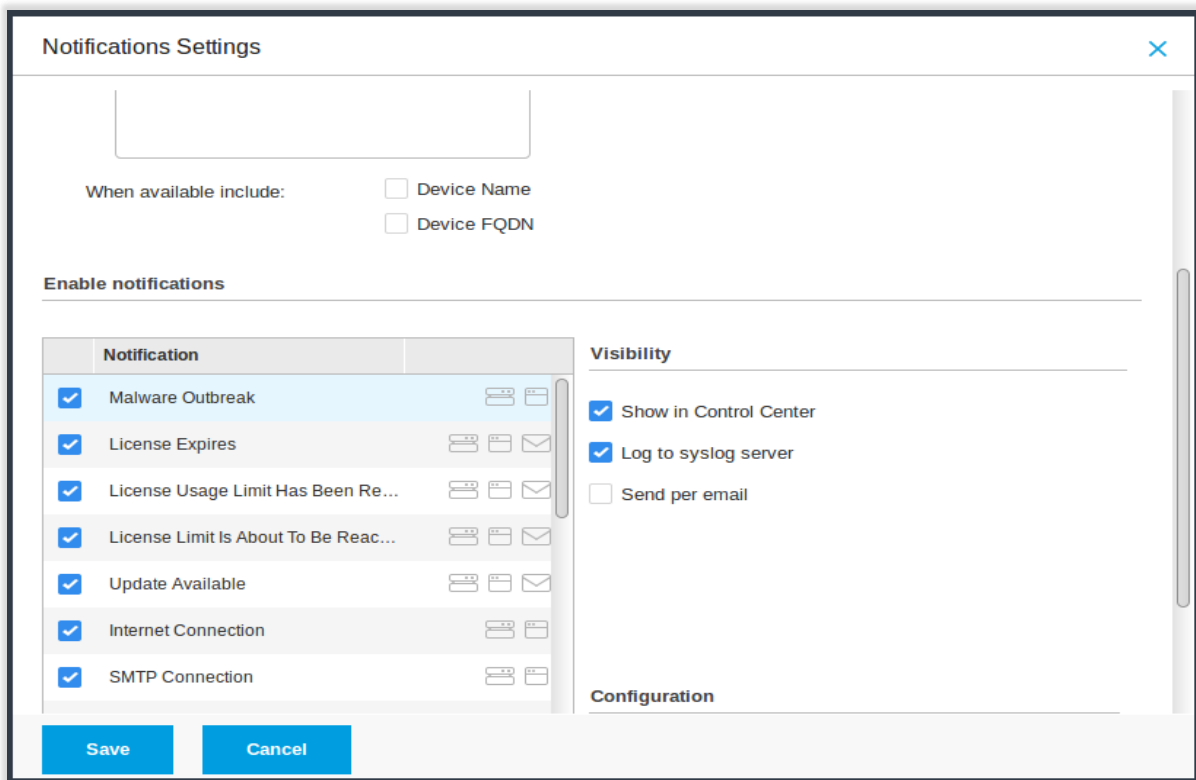 Notifications Settings
When available include:
Device Name
Device FQDN
Enable notifications
Notification
Malware Outbreak
License Expires
License Usage Limit Has Been Re...
License Limit Is About To Be Reac...
Update Available
Internet Connection
SMTP Connection
Visibility
Show in Control Center
Log to syslog server
Send per email
Configuration
Save
Cancel